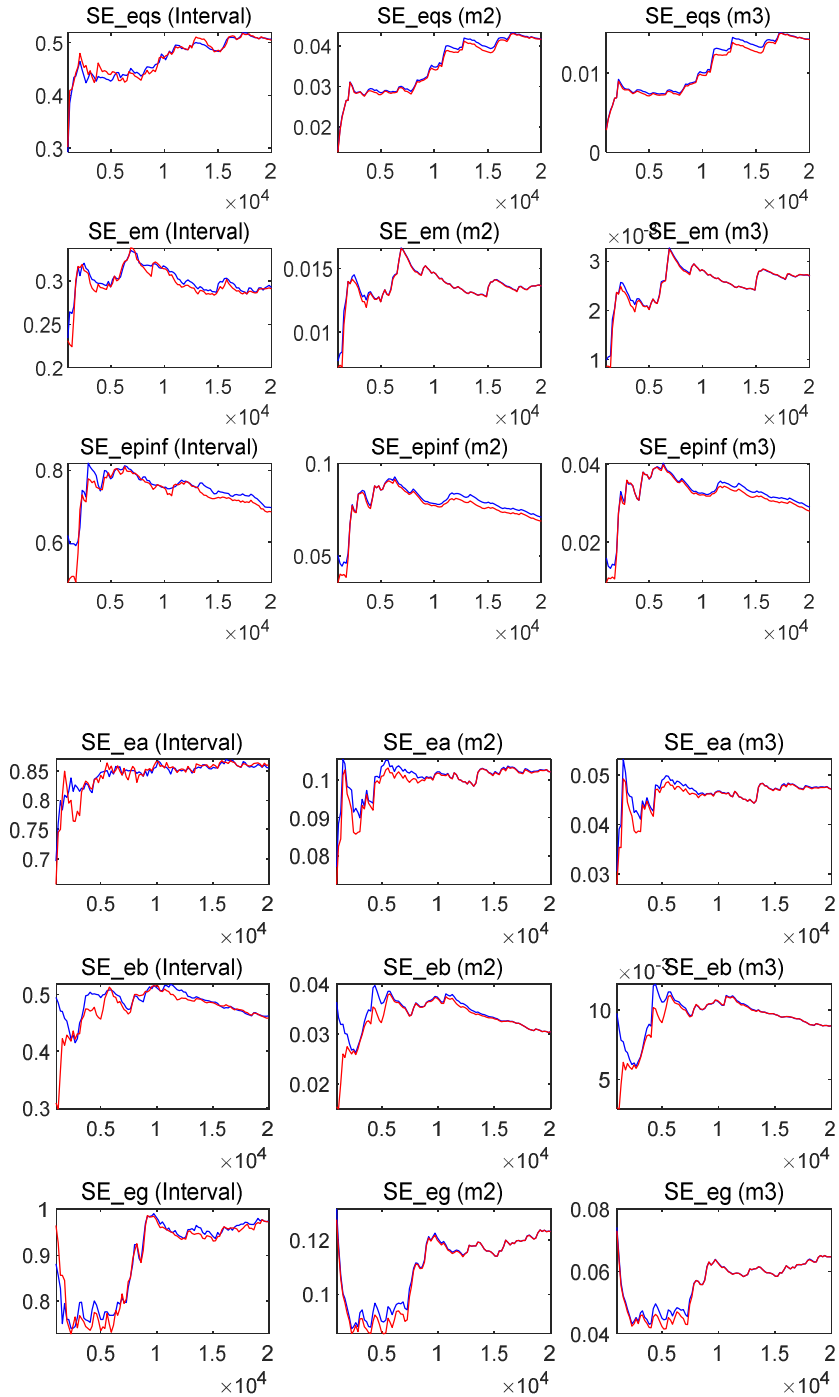 SE_eqs (Interval) SE_eqs (m2) SE_eqs (m3)
0.5 0.04
0.4 0.03 0.01
0.02
0.3 0
0.5 1 1.5 2 0.5 1 1.5 2 0.5 1 1.5 2
×10^4 ×10^4 ×10^4
SE_em (Interval) SE_em (m2) ×10^-3 SE_em (m3)
0.3 0.015 3
0.25 2
0.01
0.2 1
0.5 1 1.5 2 0.5 1 1.5 2 0.5 1 1.5 2
×10^4 ×10^4 ×10^4
SE_epinf (Interval) SE_epinf (m2) SE_epinf (m3)
0.8 0.1 0.04
0.6 0.05 0.02
0.5 1 1.5 2 0.5 1 1.5 2 0.5 1 1.5 2
×10^4 ×10^4 ×10^4
SE_ea (Interval) SE_ea (m2) SE_ea (m3)
0.85 0.1 0.05
0.8 0.09 0.04
0.75
0.7 0.08 0.03
0.5 1 1.5 2 0.5 1 1.5 2 0.5 1 1.5 2
×10^4 ×10^4 ×10^4
SE_eb (Interval) SE_eb (m2) ×10^-3 SE_eb (m3)
0.5 0.04 10
0.4 0.03 5
0.3 0.02
0.5 1 1.5 2 0.5 1 1.5 2 0.5 1 1.5 2
×10^4 ×10^4 ×10^4
SE_eg (Interval) SE_eg (m2) SE_eg (m3)
1 0.08
0.9 0.12 0.06
0.8 0.1 0.04
0.5 1 1.5 2 0.5 1 1.5 2 0.5 1 1.5 2
×10^4 ×10^4 ×10^4